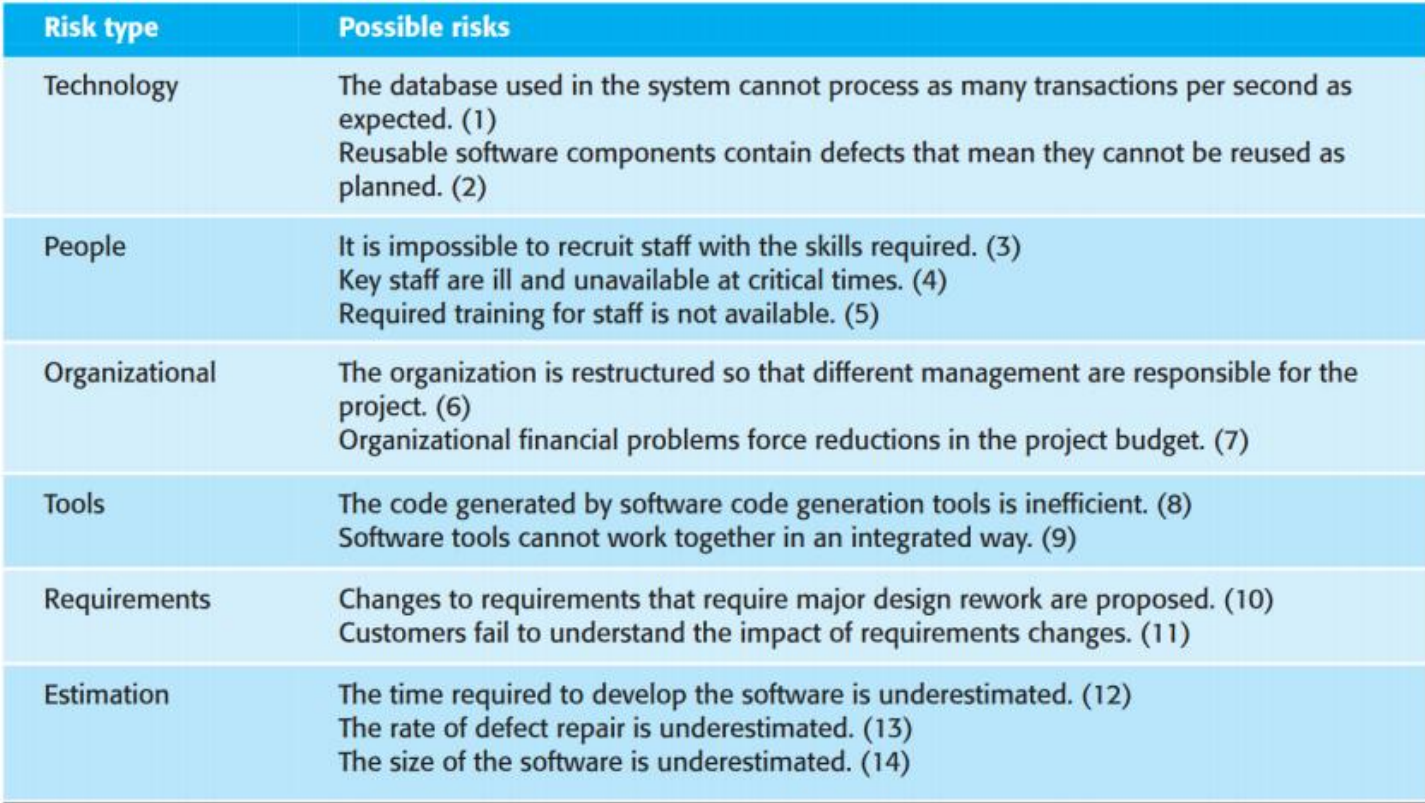 Risk type Possible risks
Technology The database used in the system cannot process as many transactions per second as
expected. (1)
Reusable software components contain defects that mean they cannot be reused as
planned. (2)
People It is impossible to recruit staff with the skills required. (3)
Key staff are ill and unavailable at critical times. (4)
Required training for staff is not available. (5)
Organizational The organization is restructured so that different management are responsible for the
project. (6)
Organizational financial problems force reductions in the project budget. (7)
Tools The code generated by software code generation tools is inefficient. (8)
Software tools cannot work together in an integrated way. (9)
Requirements Changes to requirements that require major design rework are proposed. (10)
Customers fail to understand the impact of requirements changes. (11)
Estimation The time required to develop the software is underestimated. (12)
The rate of defect repair is underestimated. (13)
The size of the software is underestimated. (14)